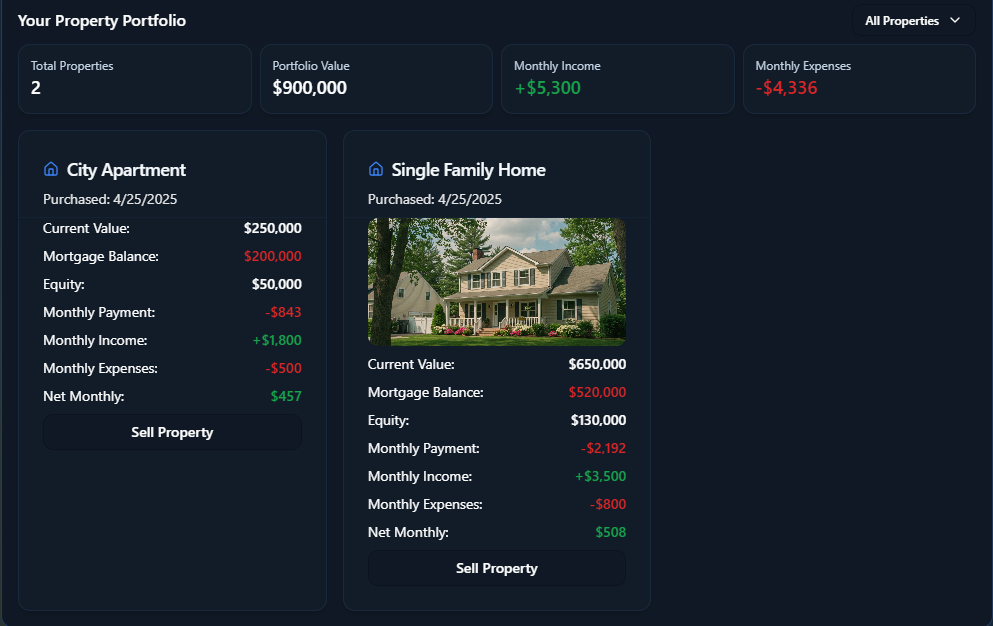 Your Property Portfolio
All Properties
Total Properties
2
Portfolio Value
$900,000
Monthly Income
+$5,300
Monthly Expenses
-$4,336
City Apartment
Purchased: 4/25/2025
Current Value: $250,000
Mortgage Balance: $200,000
Equity: $50,000
Monthly Payment: -$843
Monthly Income: +$1,800
Monthly Expenses: -$500
Net Monthly: $457
Sell Property
Single Family Home
Purchased: 4/25/2025
Current Value: $650,000
Mortgage Balance: $520,000
Equity: $130,000
Monthly Payment: -$2,192
Monthly Income: +$3,500
Monthly Expenses: -$800
Net Monthly: $508
Sell Property